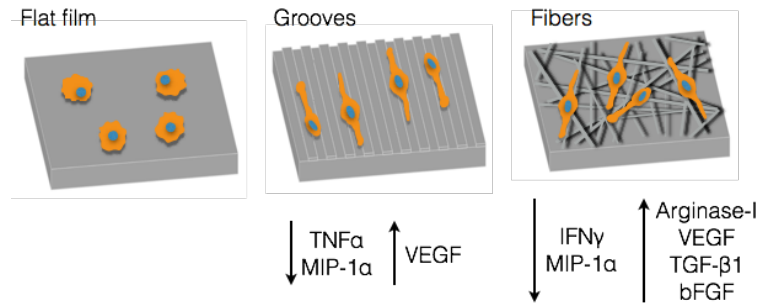 Flat film
Grooves
Fibers
TNFα
MIP-1α
VEGF
IFNγ
MIP-1α
Arginase-I
VEGF
TGF-β1
bFGF